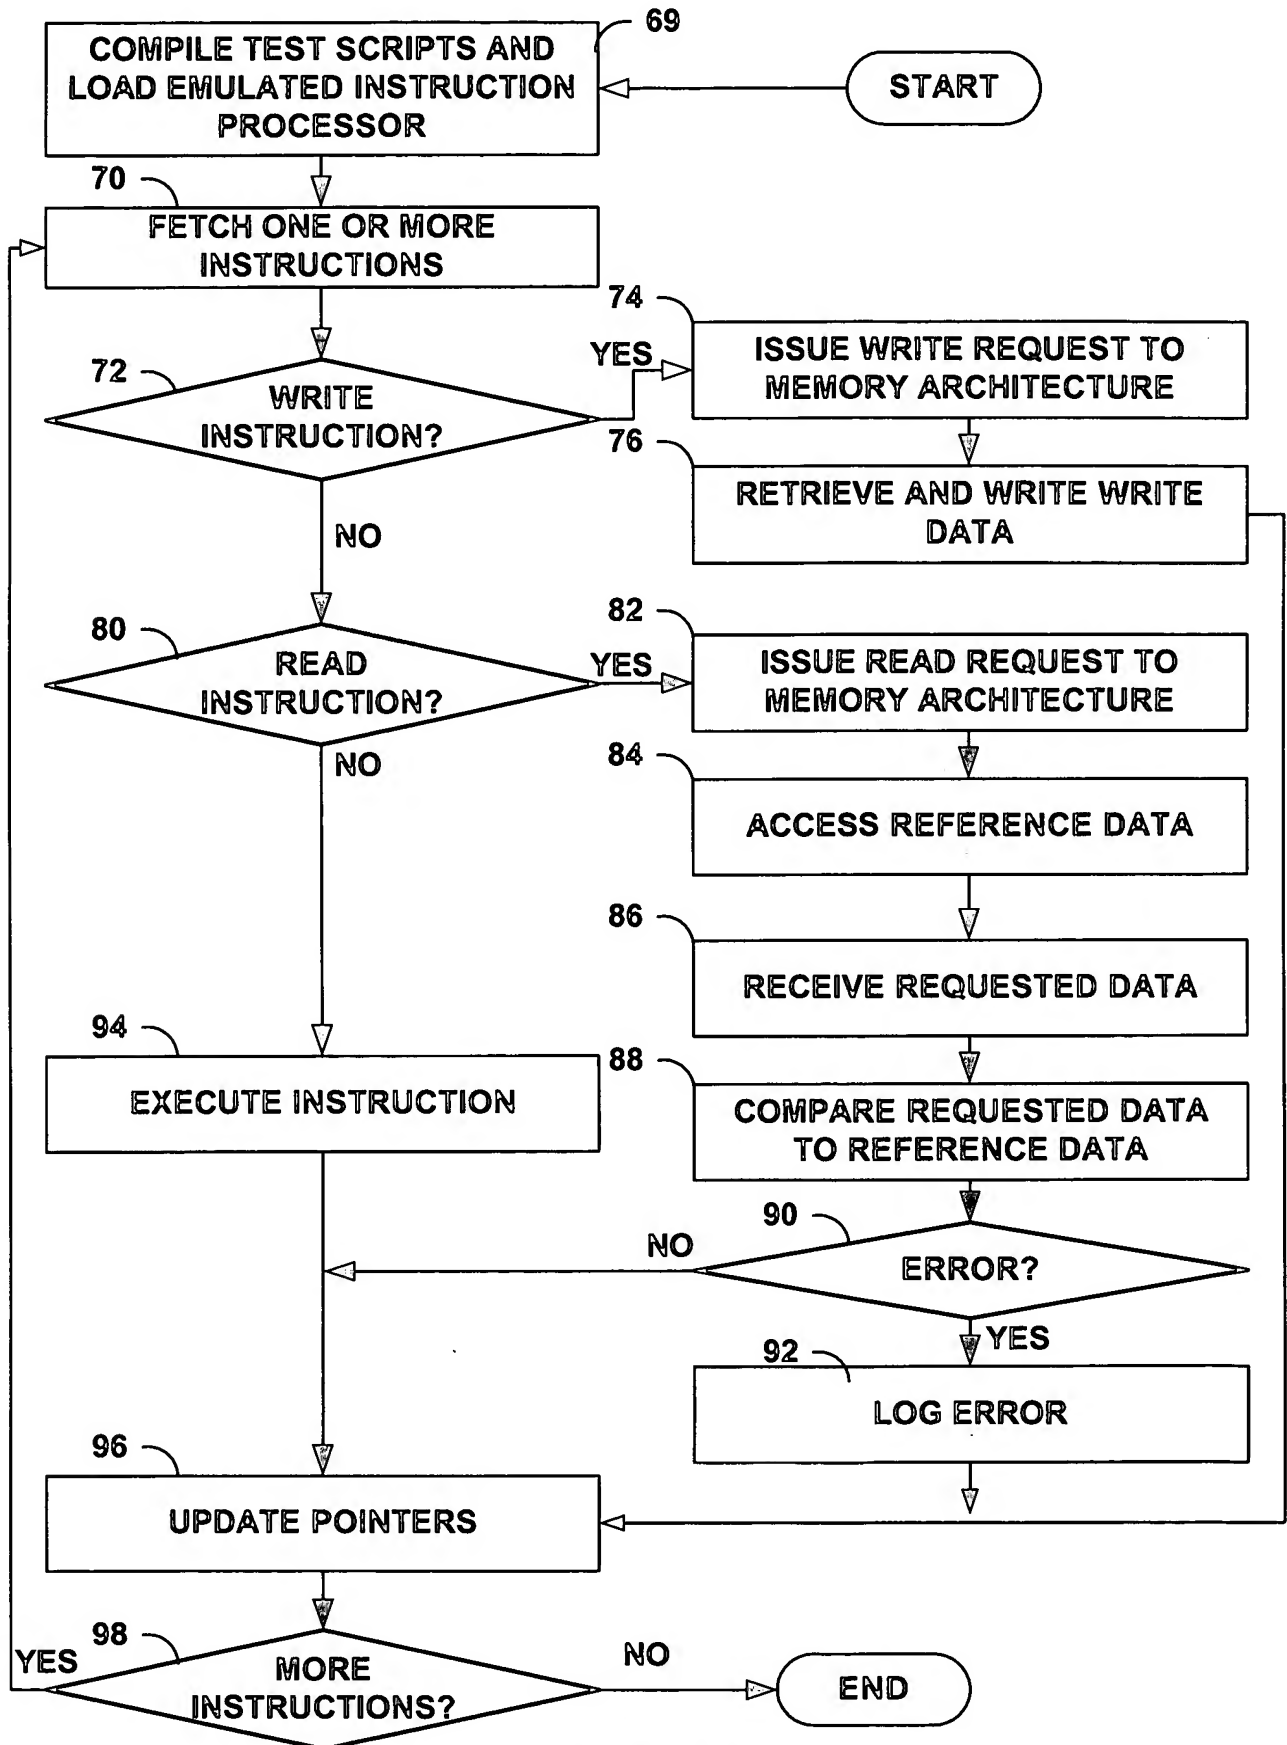 69
COMPILE TEST SCRIPTS AND
LOAD EMULATED INSTRUCTION
PROCESSOR
START
70
FETCH ONE OR MORE
INSTRUCTIONS
72
WRITE
INSTRUCTION?
YES
74
ISSUE WRITE REQUEST TO
MEMORY ARCHITECTURE
76
RETRIEVE AND WRITE WRITE
DATA
NO
80
READ
INSTRUCTION?
YES
82
ISSUE READ REQUEST TO
MEMORY ARCHITECTURE
NO
84
ACCESS REFERENCE DATA
86
RECEIVE REQUESTED DATA
94
EXECUTE INSTRUCTION
88
COMPARE REQUESTED DATA
TO REFERENCE DATA
90
ERROR?
NO
YES
92
LOG ERROR
96
UPDATE POINTERS
98
MORE
INSTRUCTIONS?
YES
NO
END